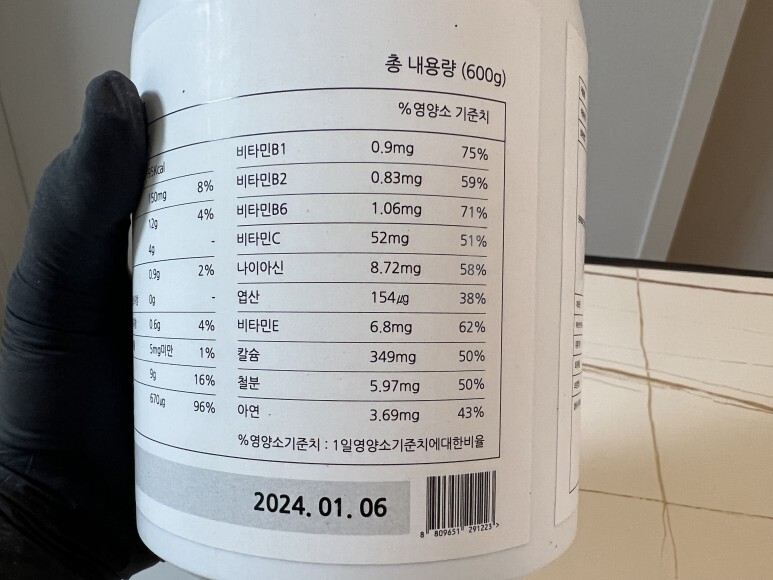 총 내용량 (600g)
%영양소 기준치
비타민B1 0.9mg 75%
비타민B2 0.83mg 59%
비타민B6 1.06mg 71%
비타민C 52mg 51%
나이아신 8.72mg 58%
엽산 154㎍ 38%
비타민E 6.8mg 62%
칼슘 349mg 50%
철분 5.97mg 50%
아연 3.69mg 43%
%영양소기준치 : 1일영양소기준치에대한비율
5Kcal
150mg 8%
12g 4%
4g -
0.9g 2%
0g -
0.6g 4%
5mg미만 1%
9g 16%
670㎍ 96%
2024. 01. 06
8 809651 291223 >